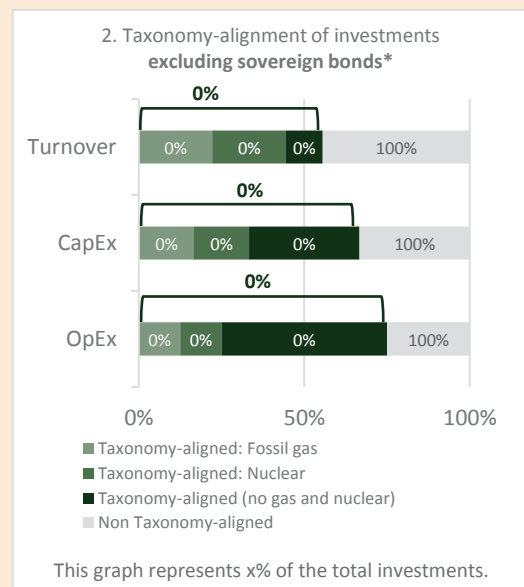 2. Taxonomy-alignment of investments
excluding sovereign bonds*
0%
Turnover
0% 0% 0% 100%
0%
CapEx
0% 0% 0% 100%
0%
OpEx
0% 0% 0% 100%
0% 50% 100%
Taxonomy-aligned: Fossil gas
Taxonomy-aligned: Nuclear
Taxonomy-aligned (no gas and nuclear)
Non Taxonomy-aligned
This graph represents x% of the total investments.